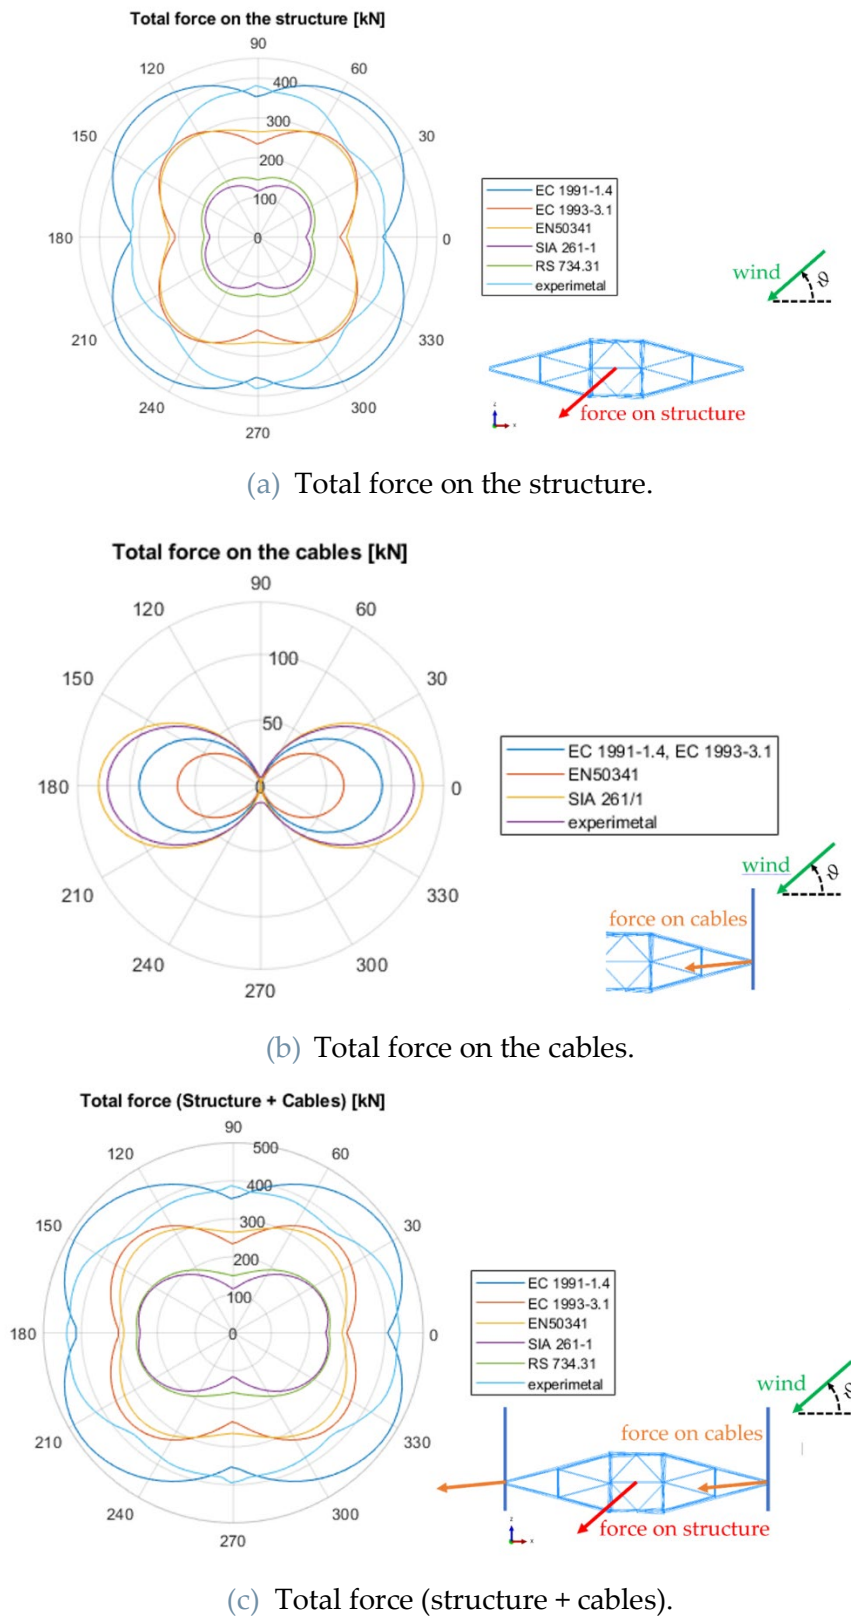 Total force on the structure [kN]
90
120
60
400
300
150
30
200
100
180
0
0
210
330
240
300
270
EC 1991-1.4
EC 1993-3.1
EN50341
SIA 261-1
RS 734.31
experimetal
wind
ϑ
z
x
force on structure
(a) Total force on the structure.
Total force on the cables [kN]
90
120
60
100
150
30
50
180
0
0
210
330
240
300
270
EC 1991-1.4, EC 1993-3.1
EN50341
SIA 261/1
experimetal
wind
ϑ
force on cables
(b) Total force on the cables.
Total force (Structure + Cables) [kN]
90
500
120
60
400
300
150
30
200
100
180
0
0
210
330
240
300
270
EC 1991-1.4
EC 1993-3.1
EN50341
SIA 261-1
RS 734.31
experimetal
wind
ϑ
force on cables
z
x
force on structure
(c) Total force (structure + cables).